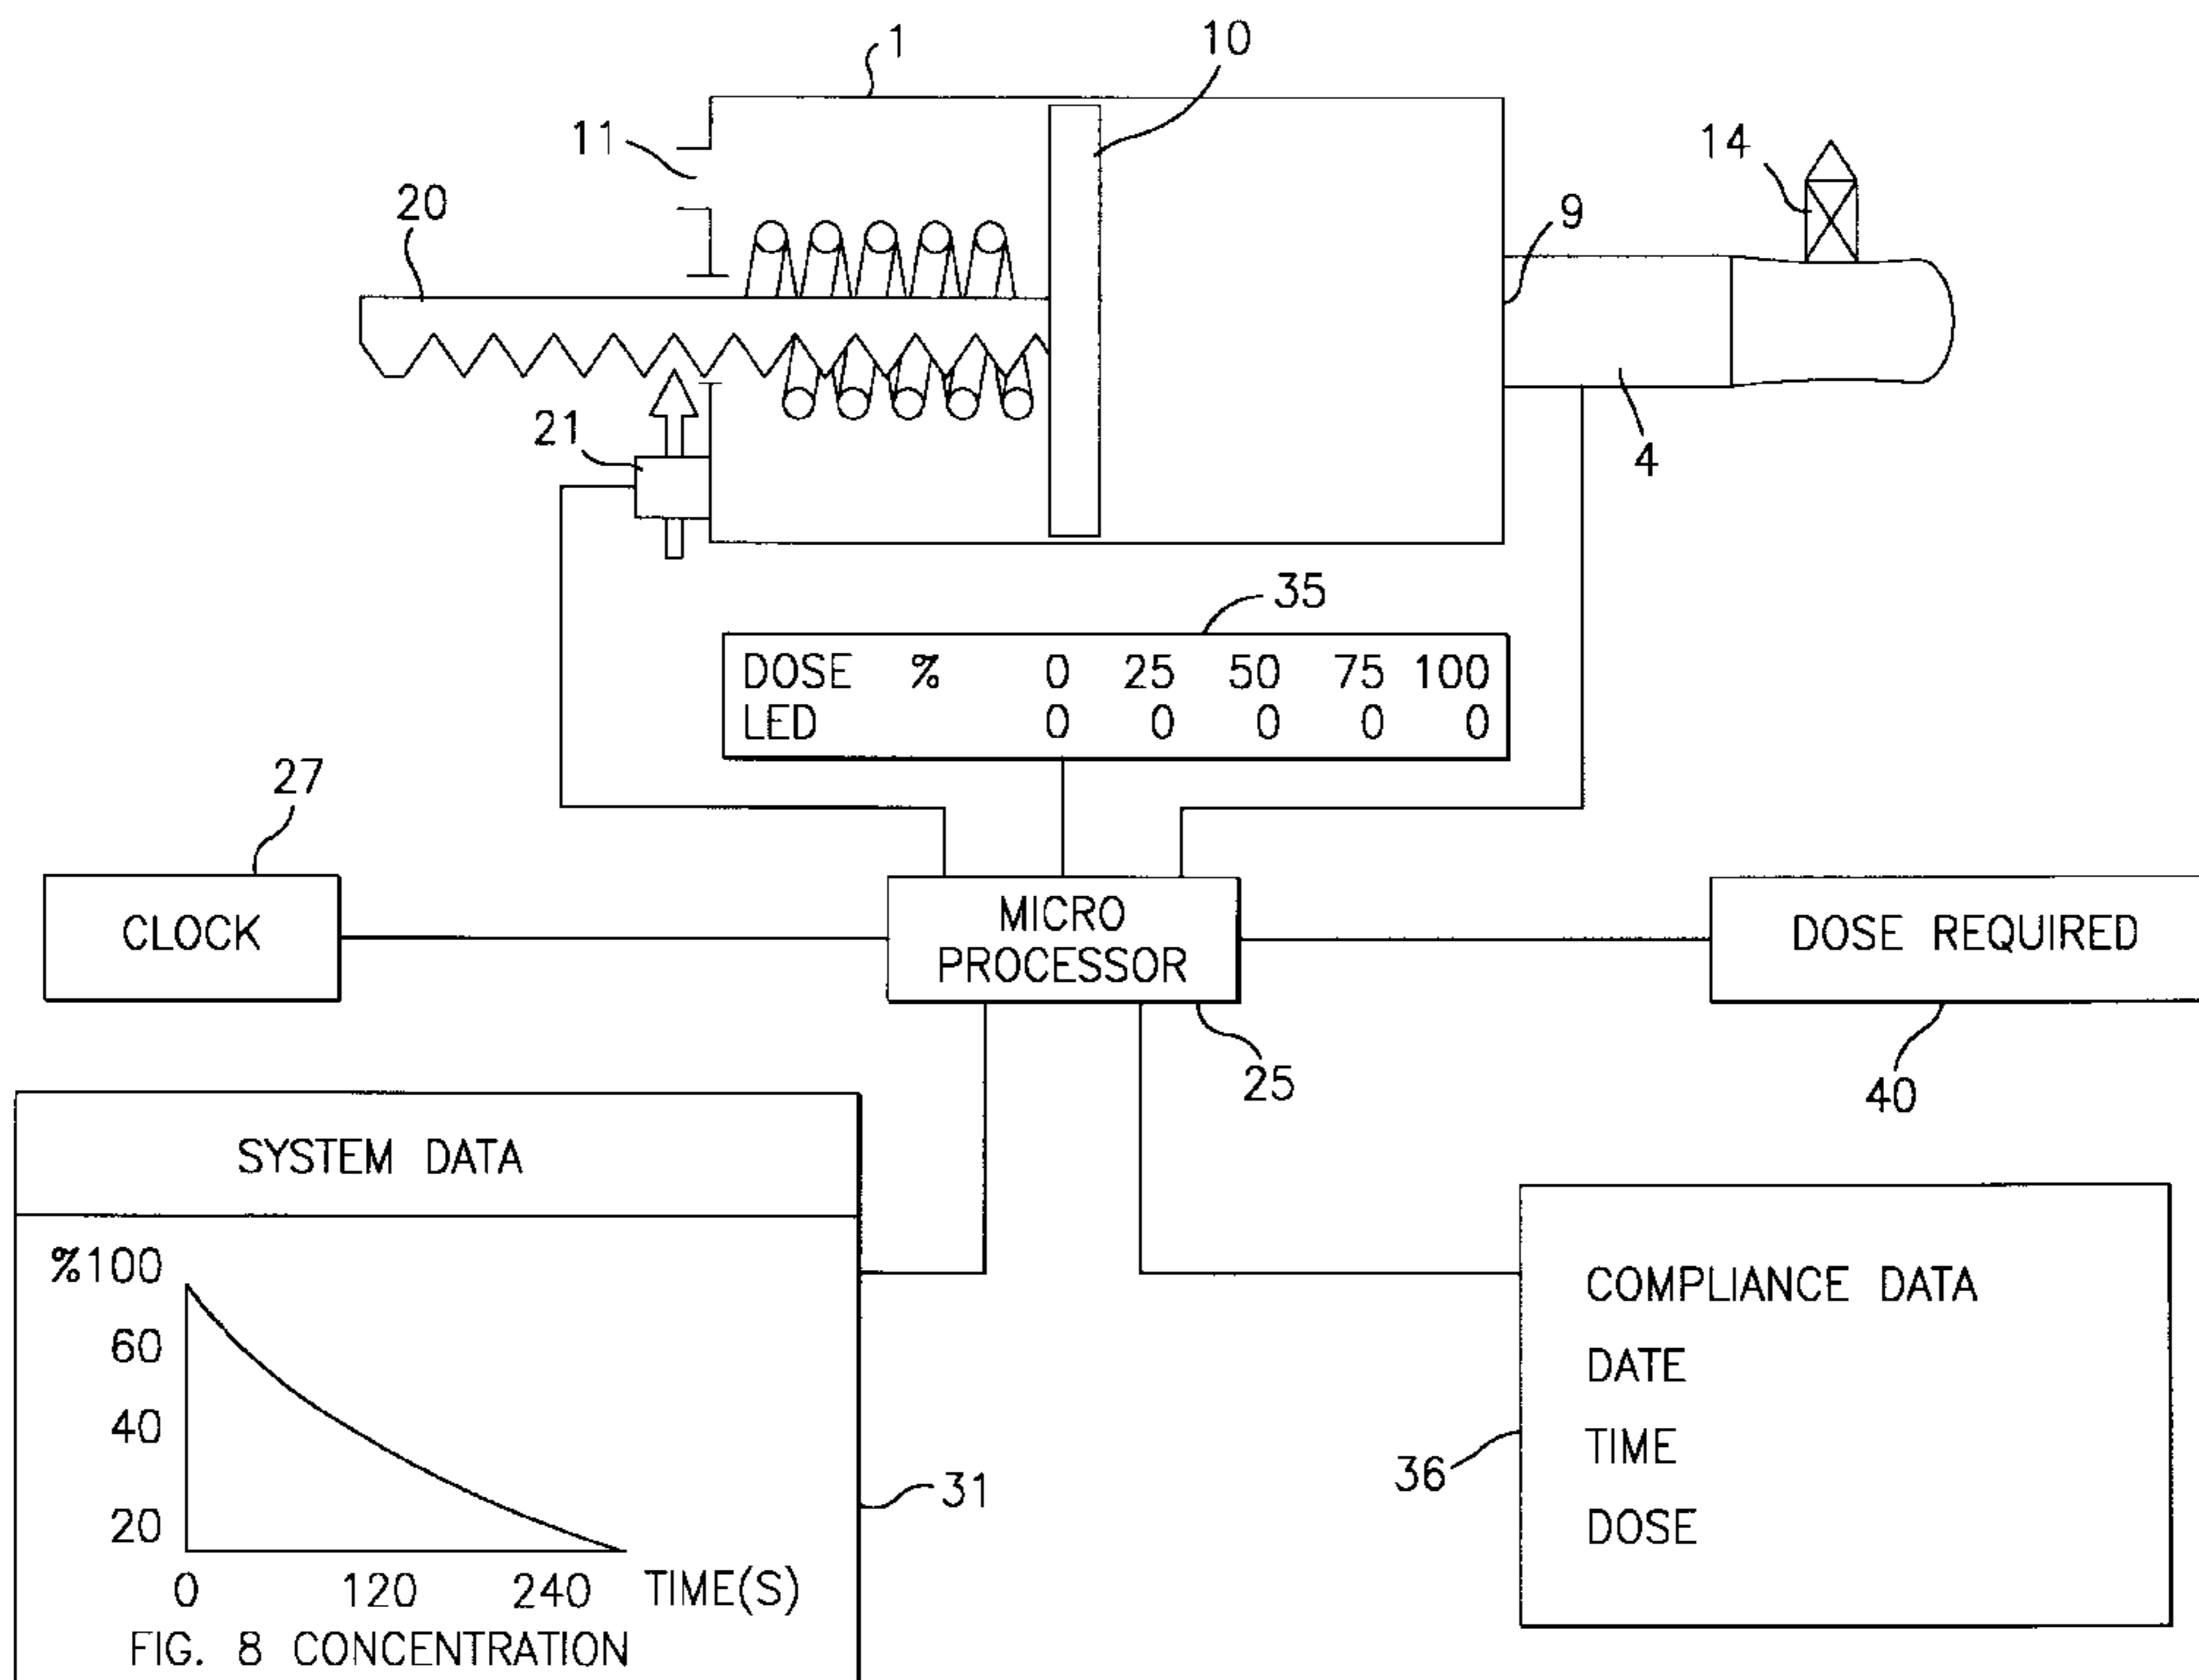 1
10
11
14
20
9
21
4
35
DOSE % 0 25 50 75 100
LED 0 0 0 0 0
27
CLOCK
MICRO
PROCESSOR
DOSE REQUIRED
25
40
SYSTEM DATA
%100
60
40
20
0 120 240 TIME(S)
FIG. 8 CONCENTRATION
31
COMPLIANCE DATA
DATE
TIME
DOSE
36